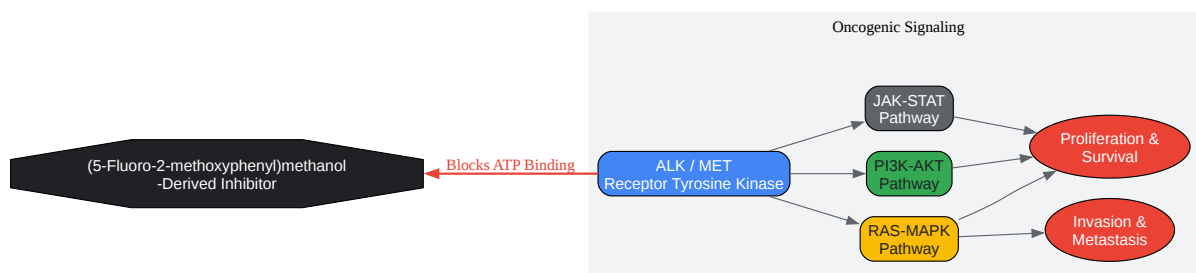 Oncogenic Signaling
(5-Fluoro-2-methoxyphenyl)methanol
-Derived Inhibitor
Blocks ATP Binding
ALK / MET
Receptor Tyrosine Kinase
JAK-STAT
Pathway
PI3K-AKT
Pathway
RAS-MAPK
Pathway
Proliferation &
Survival
Invasion &
Metastasis